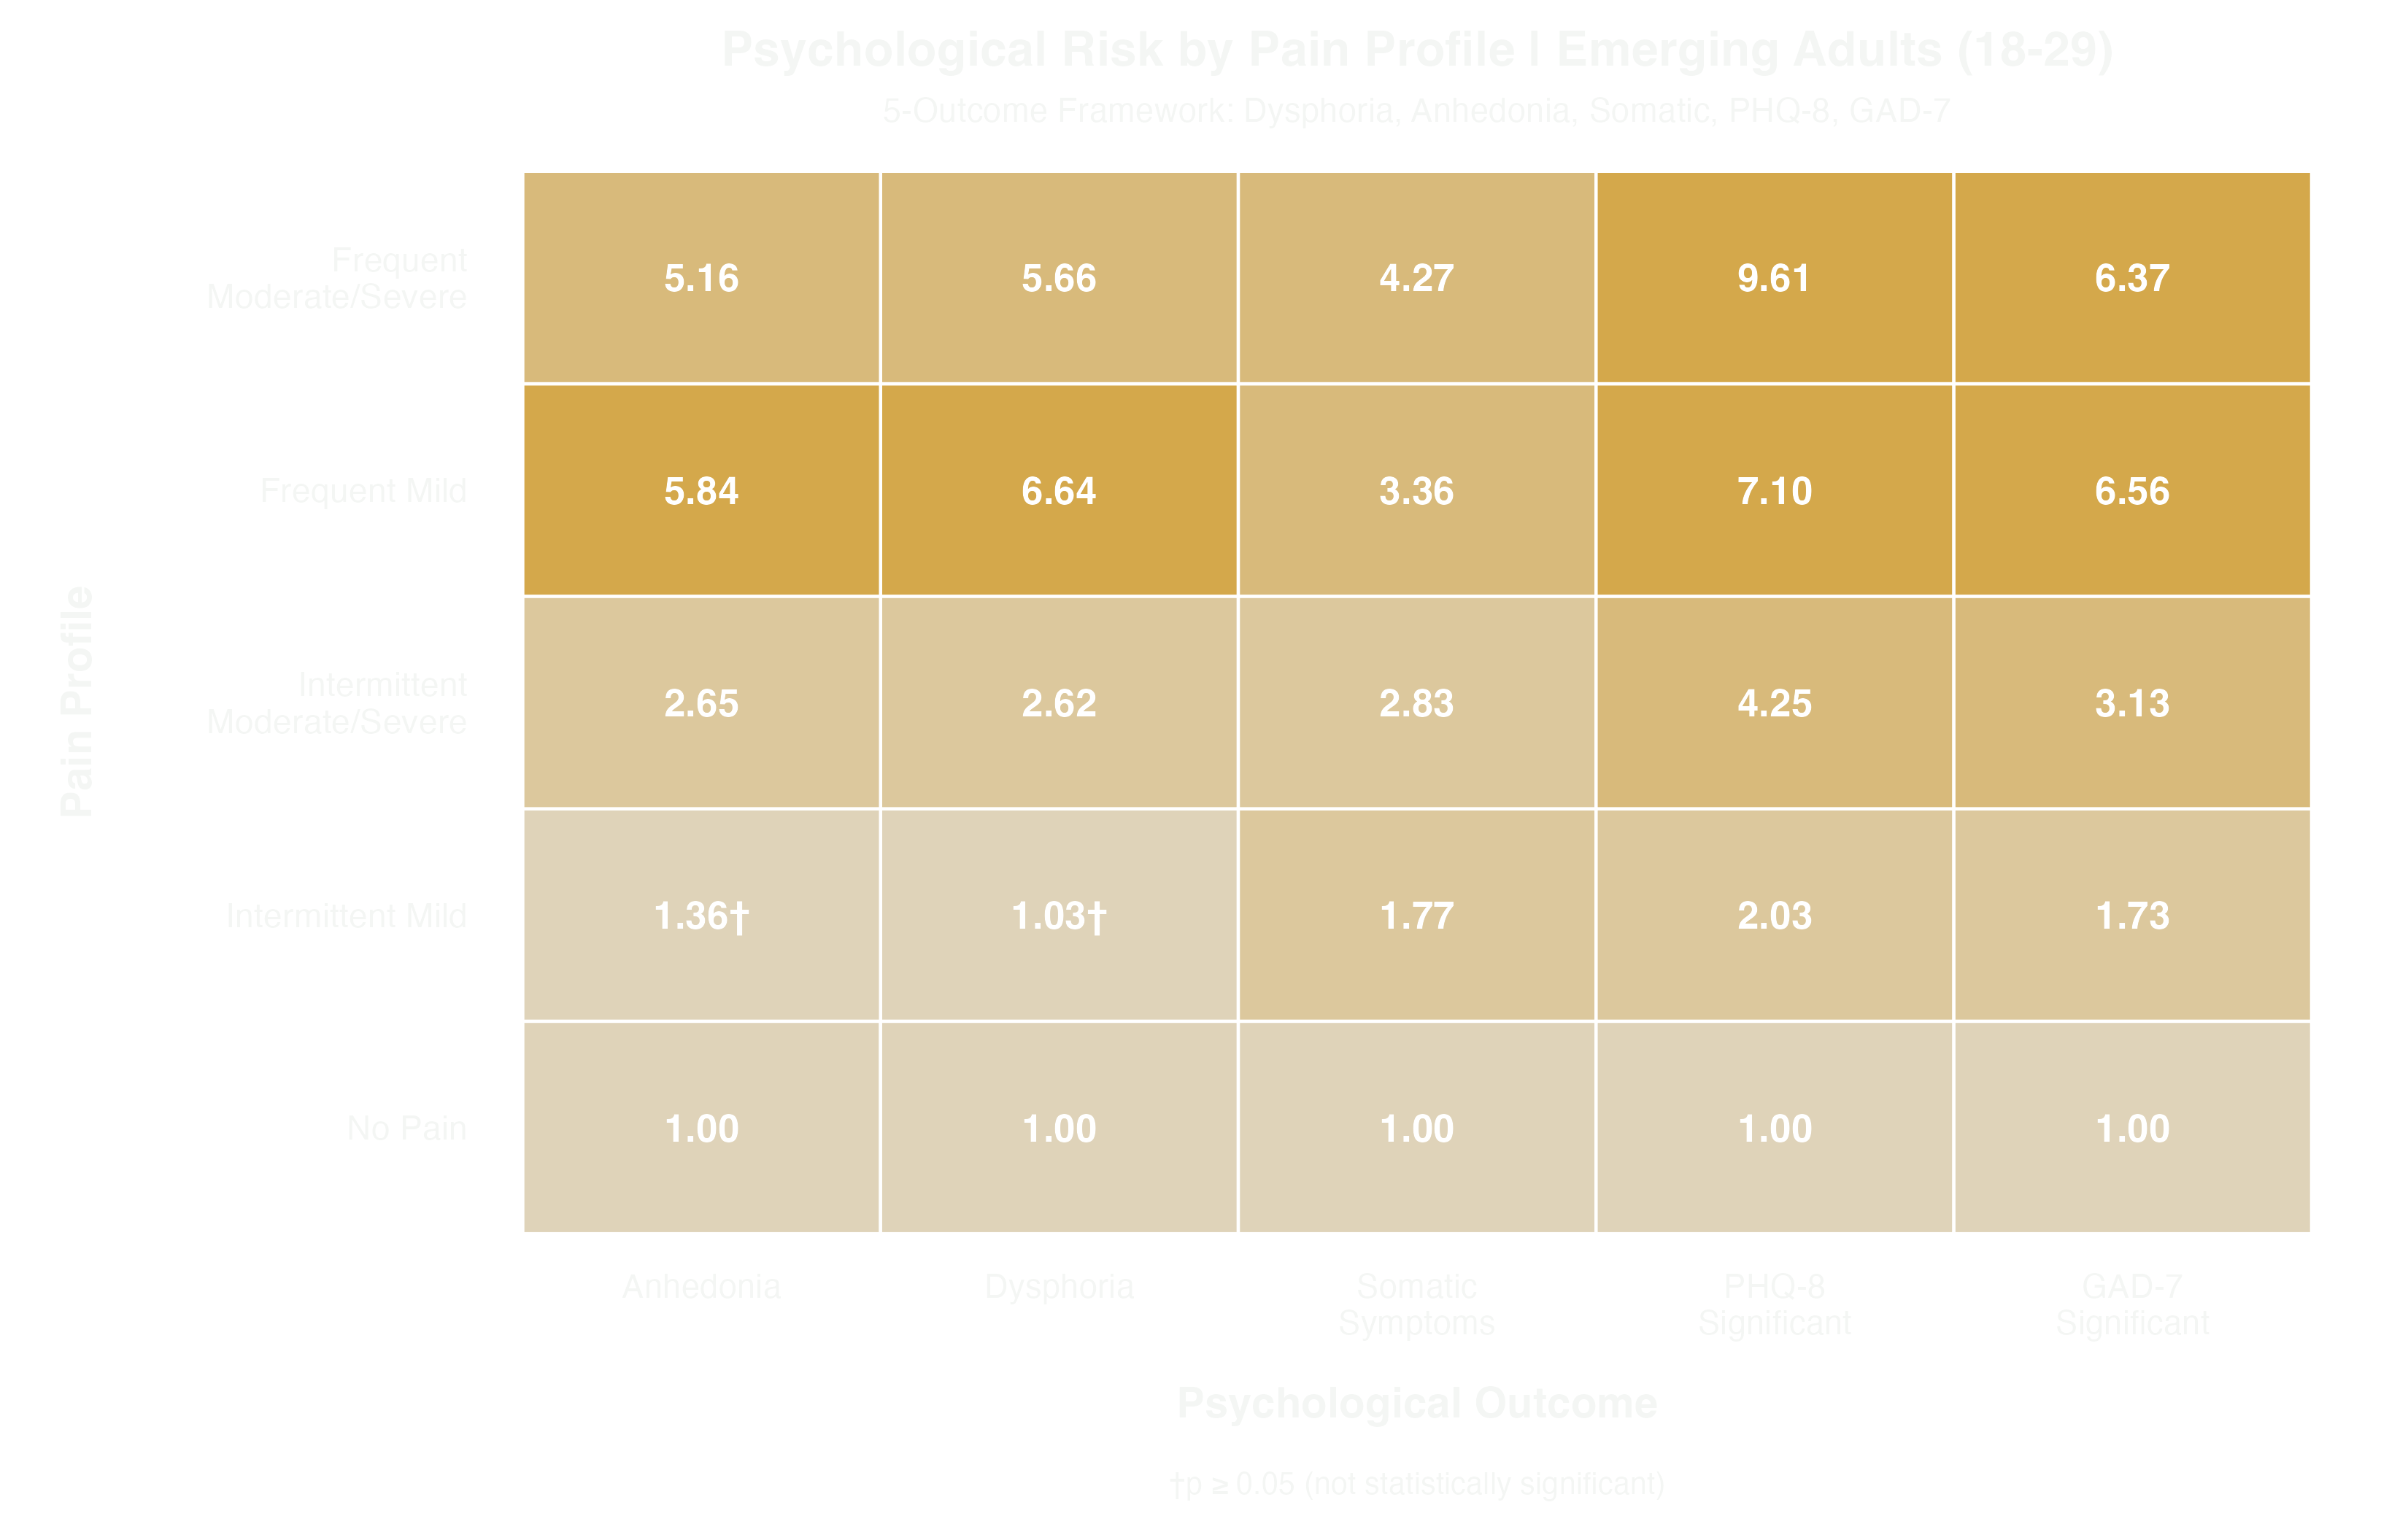 Psychological Risk by Pain Profile | Emerging Adults (18-29)
5-Outcome Framework: Dysphoria, Anhedonia, Somatic, PHQ-8, GAD-7
Pain Profile
Frequent
Moderate/Severe
5.16 5.66 4.27 9.61 6.37
Frequent Mild
5.84 6.64 3.36 7.10 6.56
Intermittent
Moderate/Severe
2.65 2.62 2.83 4.25 3.13
Intermittent Mild
1.36† 1.03† 1.77 2.03 1.73
No Pain
1.00 1.00 1.00 1.00 1.00
Anhedonia
Dysphoria
Somatic
Symptoms
PHQ-8
Significant
GAD-7
Significant
Psychological Outcome
†p ≥ 0.05 (not statistically significant)